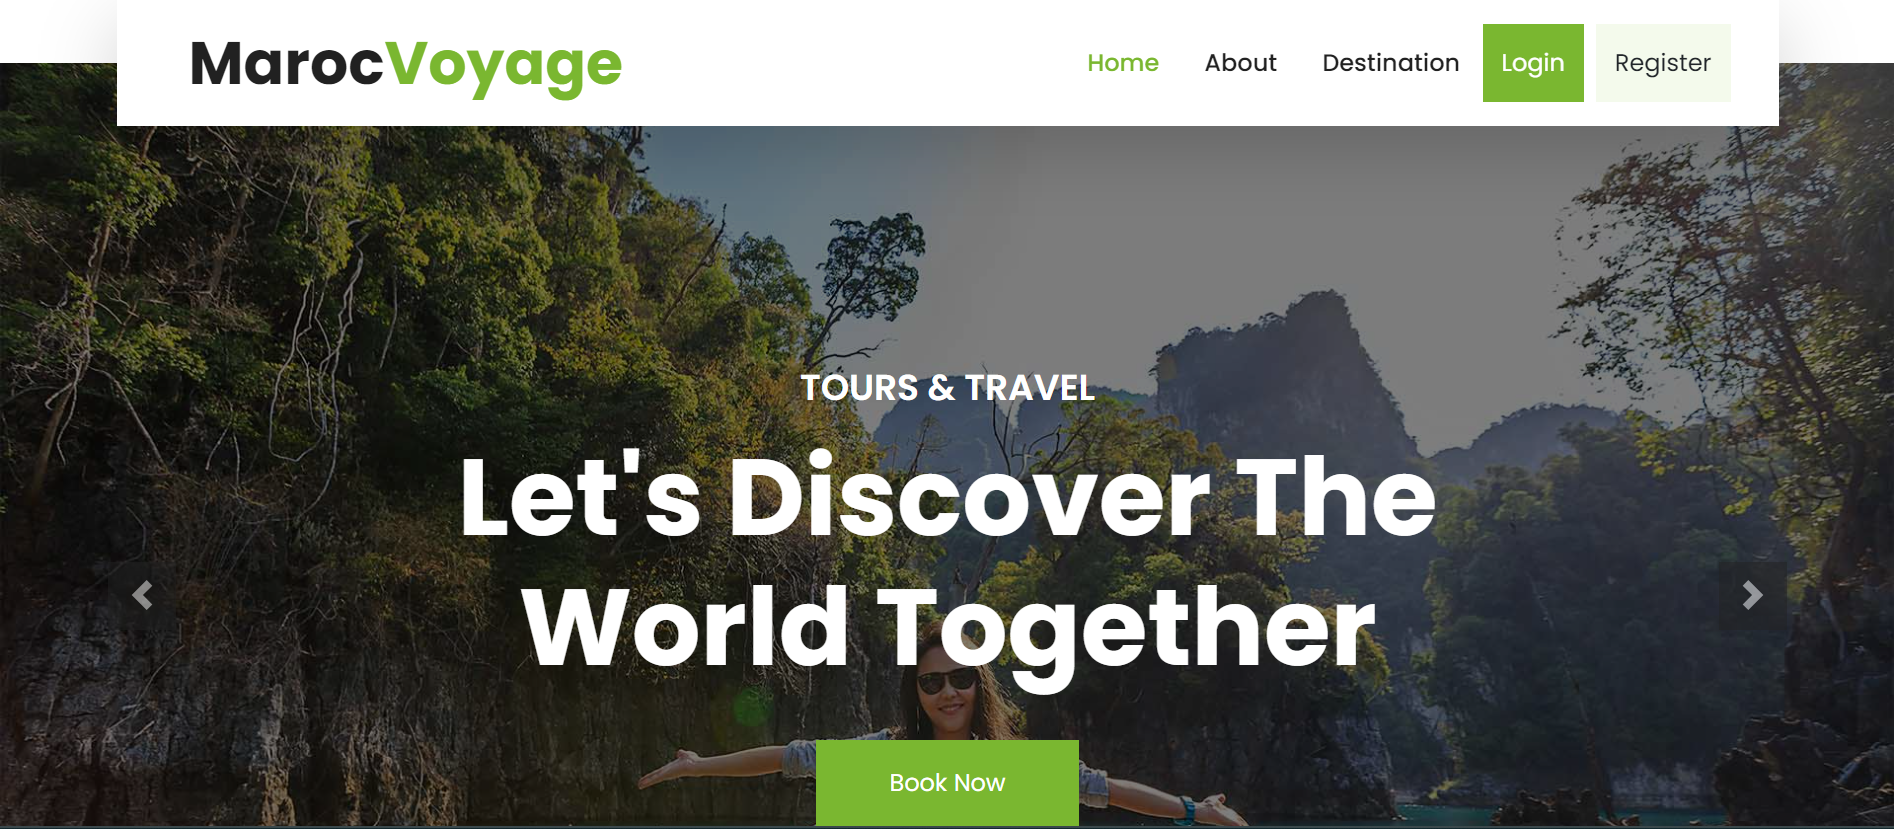 MarocVoyage
Home About Destination Login Register
TOURS & TRAVEL
Let's Discover The
World Together
Book Now